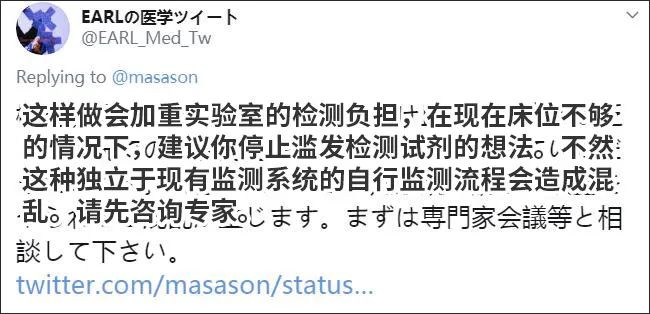 EARLの医学ツイート
@EARL_Med_Tw
Replying to @masason
这样做会加重实验室的检测负担，在现在床位不够
的情况下，建议你停止滥发检测试剂的想法。不然
这种独立于现有监测系统的自行监测流程会造成混
乱。请先咨询专家。
じます。まずは専門家会議等と相
談して下さい。
twitter.com/masason/status...